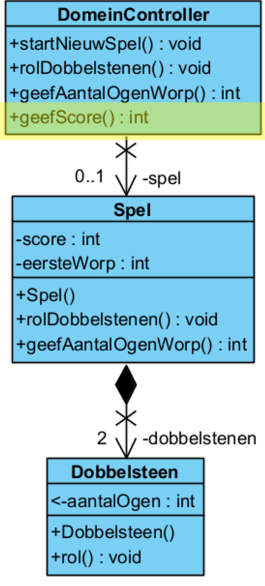 DomeinController
+startNieuwSpel() : void
+rolDobbelstenen() : void
+geefAantalOgenWorp() : int
+geefScore() : int
0..1
-spel
Spel
-score : int
-eersteWorp : int
+Spel()
+rolDobbelstenen() : void
+geefAantalOgenWorp() : int
2
-dobbelstenen
Dobbelsteen
<-aantalOgen : int
+Dobbelsteen()
+rol() : void